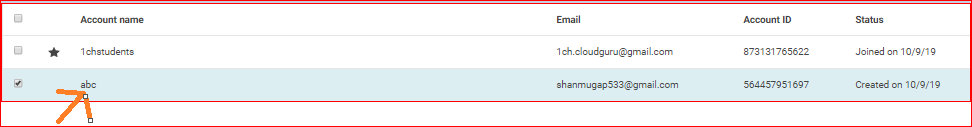 Account name Email Account ID Status
1chstudents 1ch.cloudguru@gmail.com 873131765622 Joined on 10/9/19
abc shanmugap533@gmail.com 564457951697 Created on 10/9/19